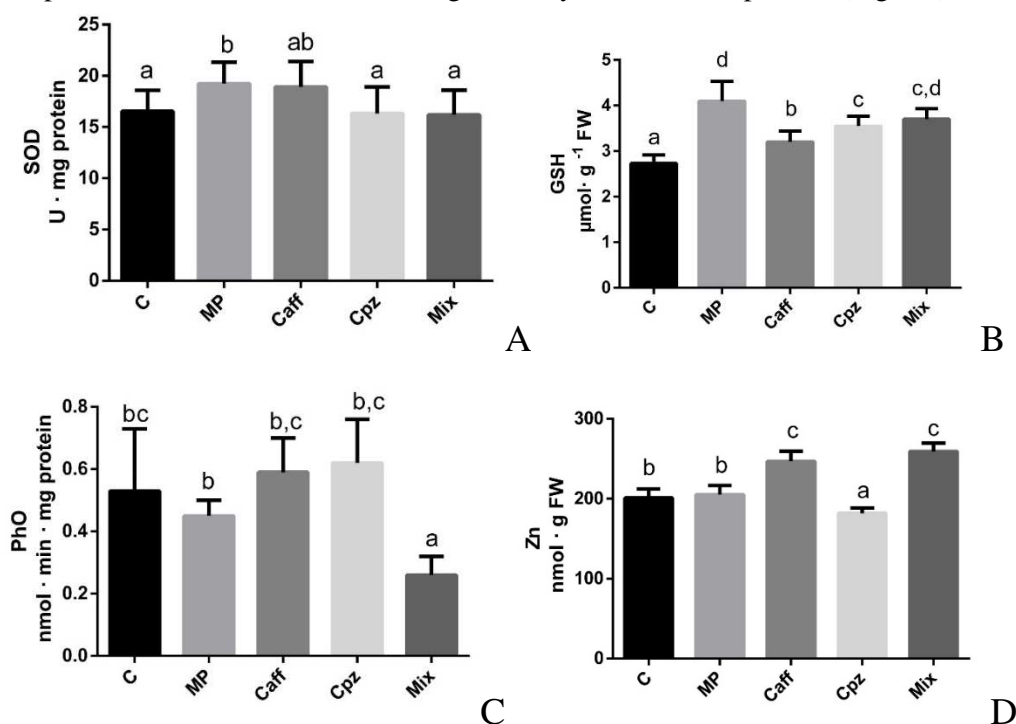 a b ab a a
25
20
15
10
5
0
SOD
U · mg protein
C MP Caff Cpz Mix
A
a d b c c,d
5
4
3
2
1
0
GSH
µmol· g -1 FW
C MP Caff Cpz Mix
B
bc b b,c b,c a
0.8
0.6
0.4
0.2
0.0
PhO
nmol · min · mg protein
C MP Caff Cpz Mix
C
b b c a c
300
200
100
0
Zn
nmol · g FW
C MP Caff Cpz Mix
D